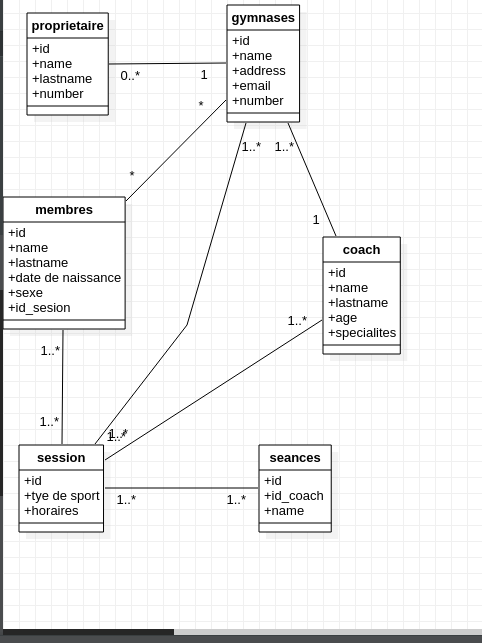 proprietaire
+id
+name
+lastname
+number
gymnases
+id
+name
+address
+email
+number
0..*
1
*
*
1..*
1..*
1
membres
+id
+name
+lastname
+date de naissance
+sexe
+id_sesion
coach
+id
+name
+lastname
+age
+specialites
1..*
1..*
1..*
1..*
1..*
session
+id
+tye de sport
+horaires
1..*
1..*
seances
+id
+id_coach
+name